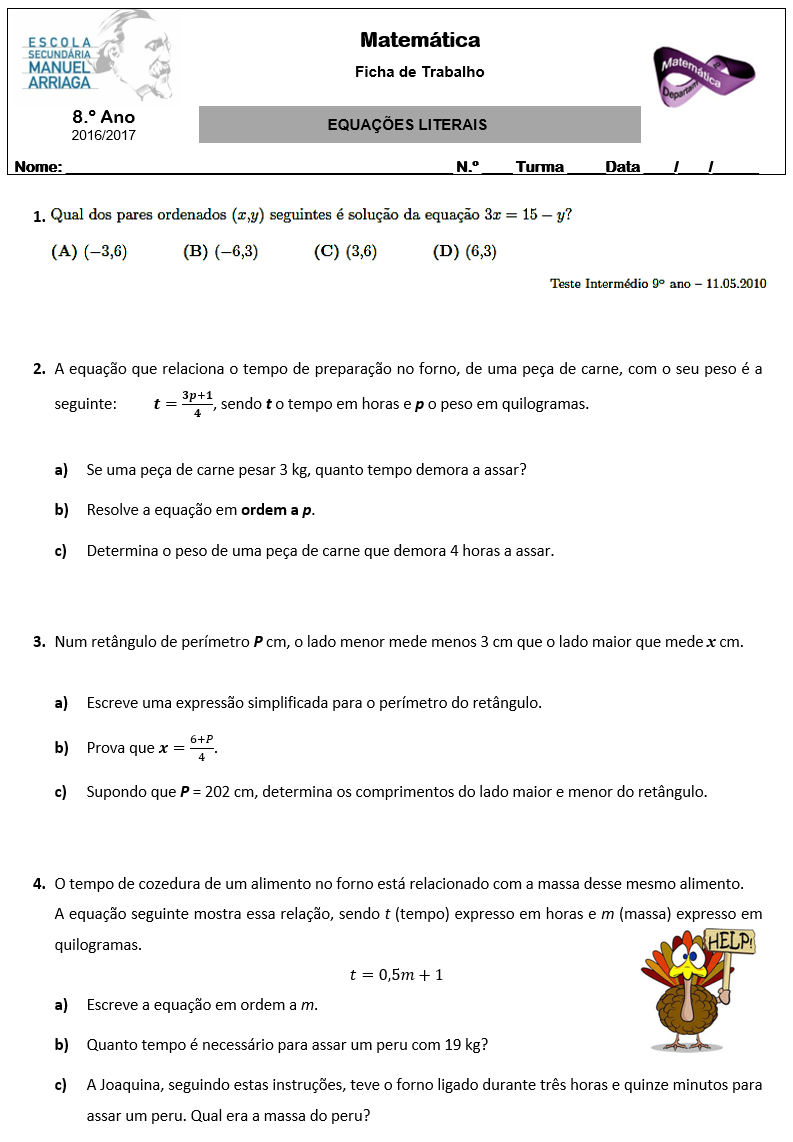 ESCOLA
SECUNDÁRIA
MANUEL
ARRIAGA
Matemática
Ficha de Trabalho
Matemática
Departam
8.º Ano
2016/2017
EQUAÇÕES LITERAIS
Nome: ______ N.º ____ Turma _____ Data ____/____/______
1. Qual dos pares ordenados (x,y) seguintes é solução da equação 3x = 15 − y?
(A) (−3,6) (B) (−6,3) (C) (3,6) (D) (6,3)
Teste Intermédio 9º ano – 11.05.2010
2. A equação que relaciona o tempo de preparação no forno, de uma peça de carne, com o seu peso é a
seguinte: t = (3p+1)/4, sendo t o tempo em horas e p o peso em quilogramas.
a) Se uma peça de carne pesar 3 kg, quanto tempo demora a assar?
b) Resolve a equação em ordem a p.
c) Determina o peso de uma peça de carne que demora 4 horas a assar.
3. Num retângulo de perímetro P cm, o lado menor mede menos 3 cm que o lado maior que mede x cm.
a) Escreve uma expressão simplificada para o perímetro do retângulo.
b) Prova que x = (6+P)/4.
c) Supondo que P = 202 cm, determina os comprimentos do lado maior e menor do retângulo.
4. O tempo de cozedura de um alimento no forno está relacionado com a massa desse mesmo alimento.
A equação seguinte mostra essa relação, sendo t (tempo) expresso em horas e m (massa) expresso em
quilogramas.
HELP!
t = 0,5m + 1
a) Escreve a equação em ordem a m.
b) Quanto tempo é necessário para assar um peru com 19 kg?
c) A Joaquina, seguindo estas instruções, teve o forno ligado durante três horas e quinze minutos para
assar um peru. Qual era a massa do peru?